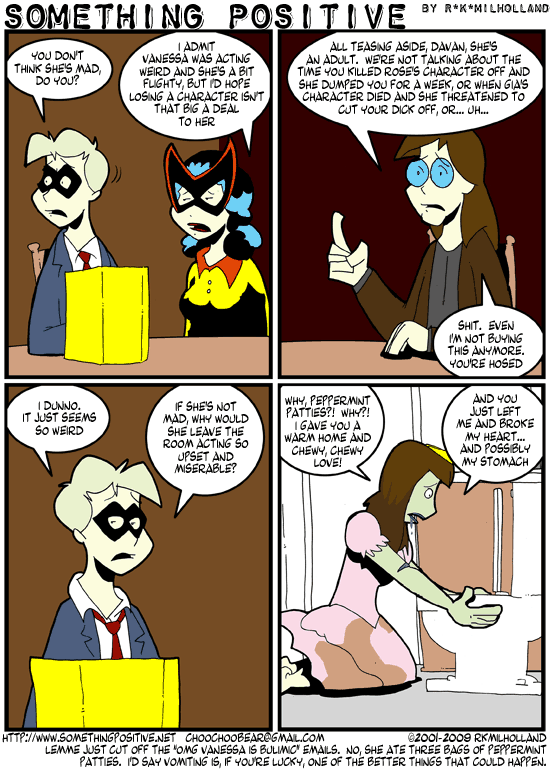 SOMETHING POSITIVE BY R*K*MILHOLLAND
YOU DON'T
THINK SHE'S MAD,
DO YOU?
I ADMIT
VANESSA WAS ACTING
WEIRD AND SHE'S A BIT
FLIGHTY, BUT I'D HOPE
LOSING A CHARACTER ISN'T
THAT BIG A DEAL
TO HER
ALL TEASING ASIDE, DAVAN, SHE'S
AN ADULT. WE'RE NOT TALKING ABOUT THE
TIME YOU KILLED ROSE'S CHARACTER OFF AND
SHE DUMPED YOU FOR A WEEK, OR WHEN GIA'S
CHARACTER DIED AND SHE THREATENED TO
CUT YOUR DICK OFF, OR... UH...
SHIT. EVEN
I'M NOT BUYING
THIS ANYMORE.
YOU'RE HOSED
I DUNNO.
IT JUST SEEMS
SO WEIRD
IF SHE'S NOT
MAD, WHY WOULD
SHE LEAVE THE
ROOM ACTING SO
UPSET AND
MISERABLE?
WHY, PEPPERMINT
PATTIES?! WHY?!
I GAVE YOU A
WARM HOME AND
CHEWY, CHEWY
LOVE!
AND YOU
JUST LEFT
ME AND BROKE
MY HEART...
AND POSSIBLY
MY STOMACH
HTTP://WWW.SOMETHINGPOSITIVE.NET CHOOCHOOBEAR@GMAIL.COM ©2001-2009 RKMILHOLLAND
LEMME JUST CUT OFF THE "OMG VANESSA IS BULIMIC" EMAILS. NO, SHE ATE THREE BAGS OF PEPPERMINT
PATTIES. I'D SAY VOMITING IS, IF YOU'RE LUCKY, ONE OF THE BETTER THINGS THAT COULD HAPPEN.